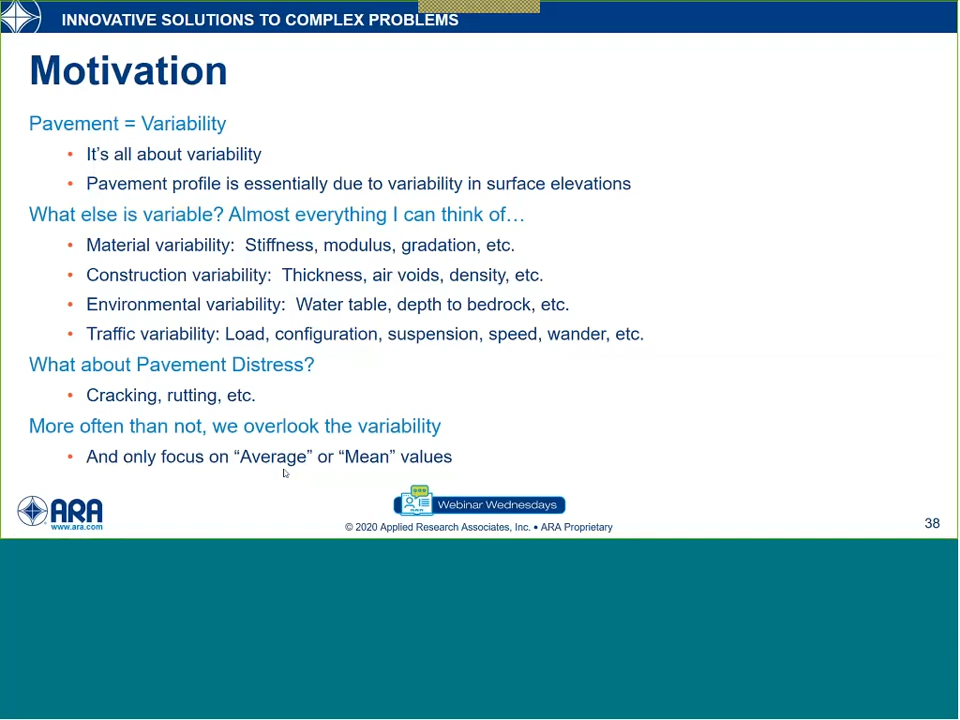 INNOVATIVE SOLUTIONS TO COMPLEX PROBLEMS
Motivation
Pavement = Variability
• It’s all about variability
• Pavement profile is essentially due to variability in surface elevations
What else is variable? Almost everything I can think of…
• Material variability:  Stiffness, modulus, gradation, etc.
• Construction variability:  Thickness, air voids, density, etc.
• Environmental variability:  Water table, depth to bedrock, etc.
• Traffic variability: Load, configuration, suspension, speed, wander, etc.
What about Pavement Distress?
• Cracking, rutting, etc.
More often than not, we overlook the variability
• And only focus on “Average” or “Mean” values
ARA
www.ara.com
Webinar Wednesdays
© 2020 Applied Research Associates, Inc. • ARA Proprietary
38